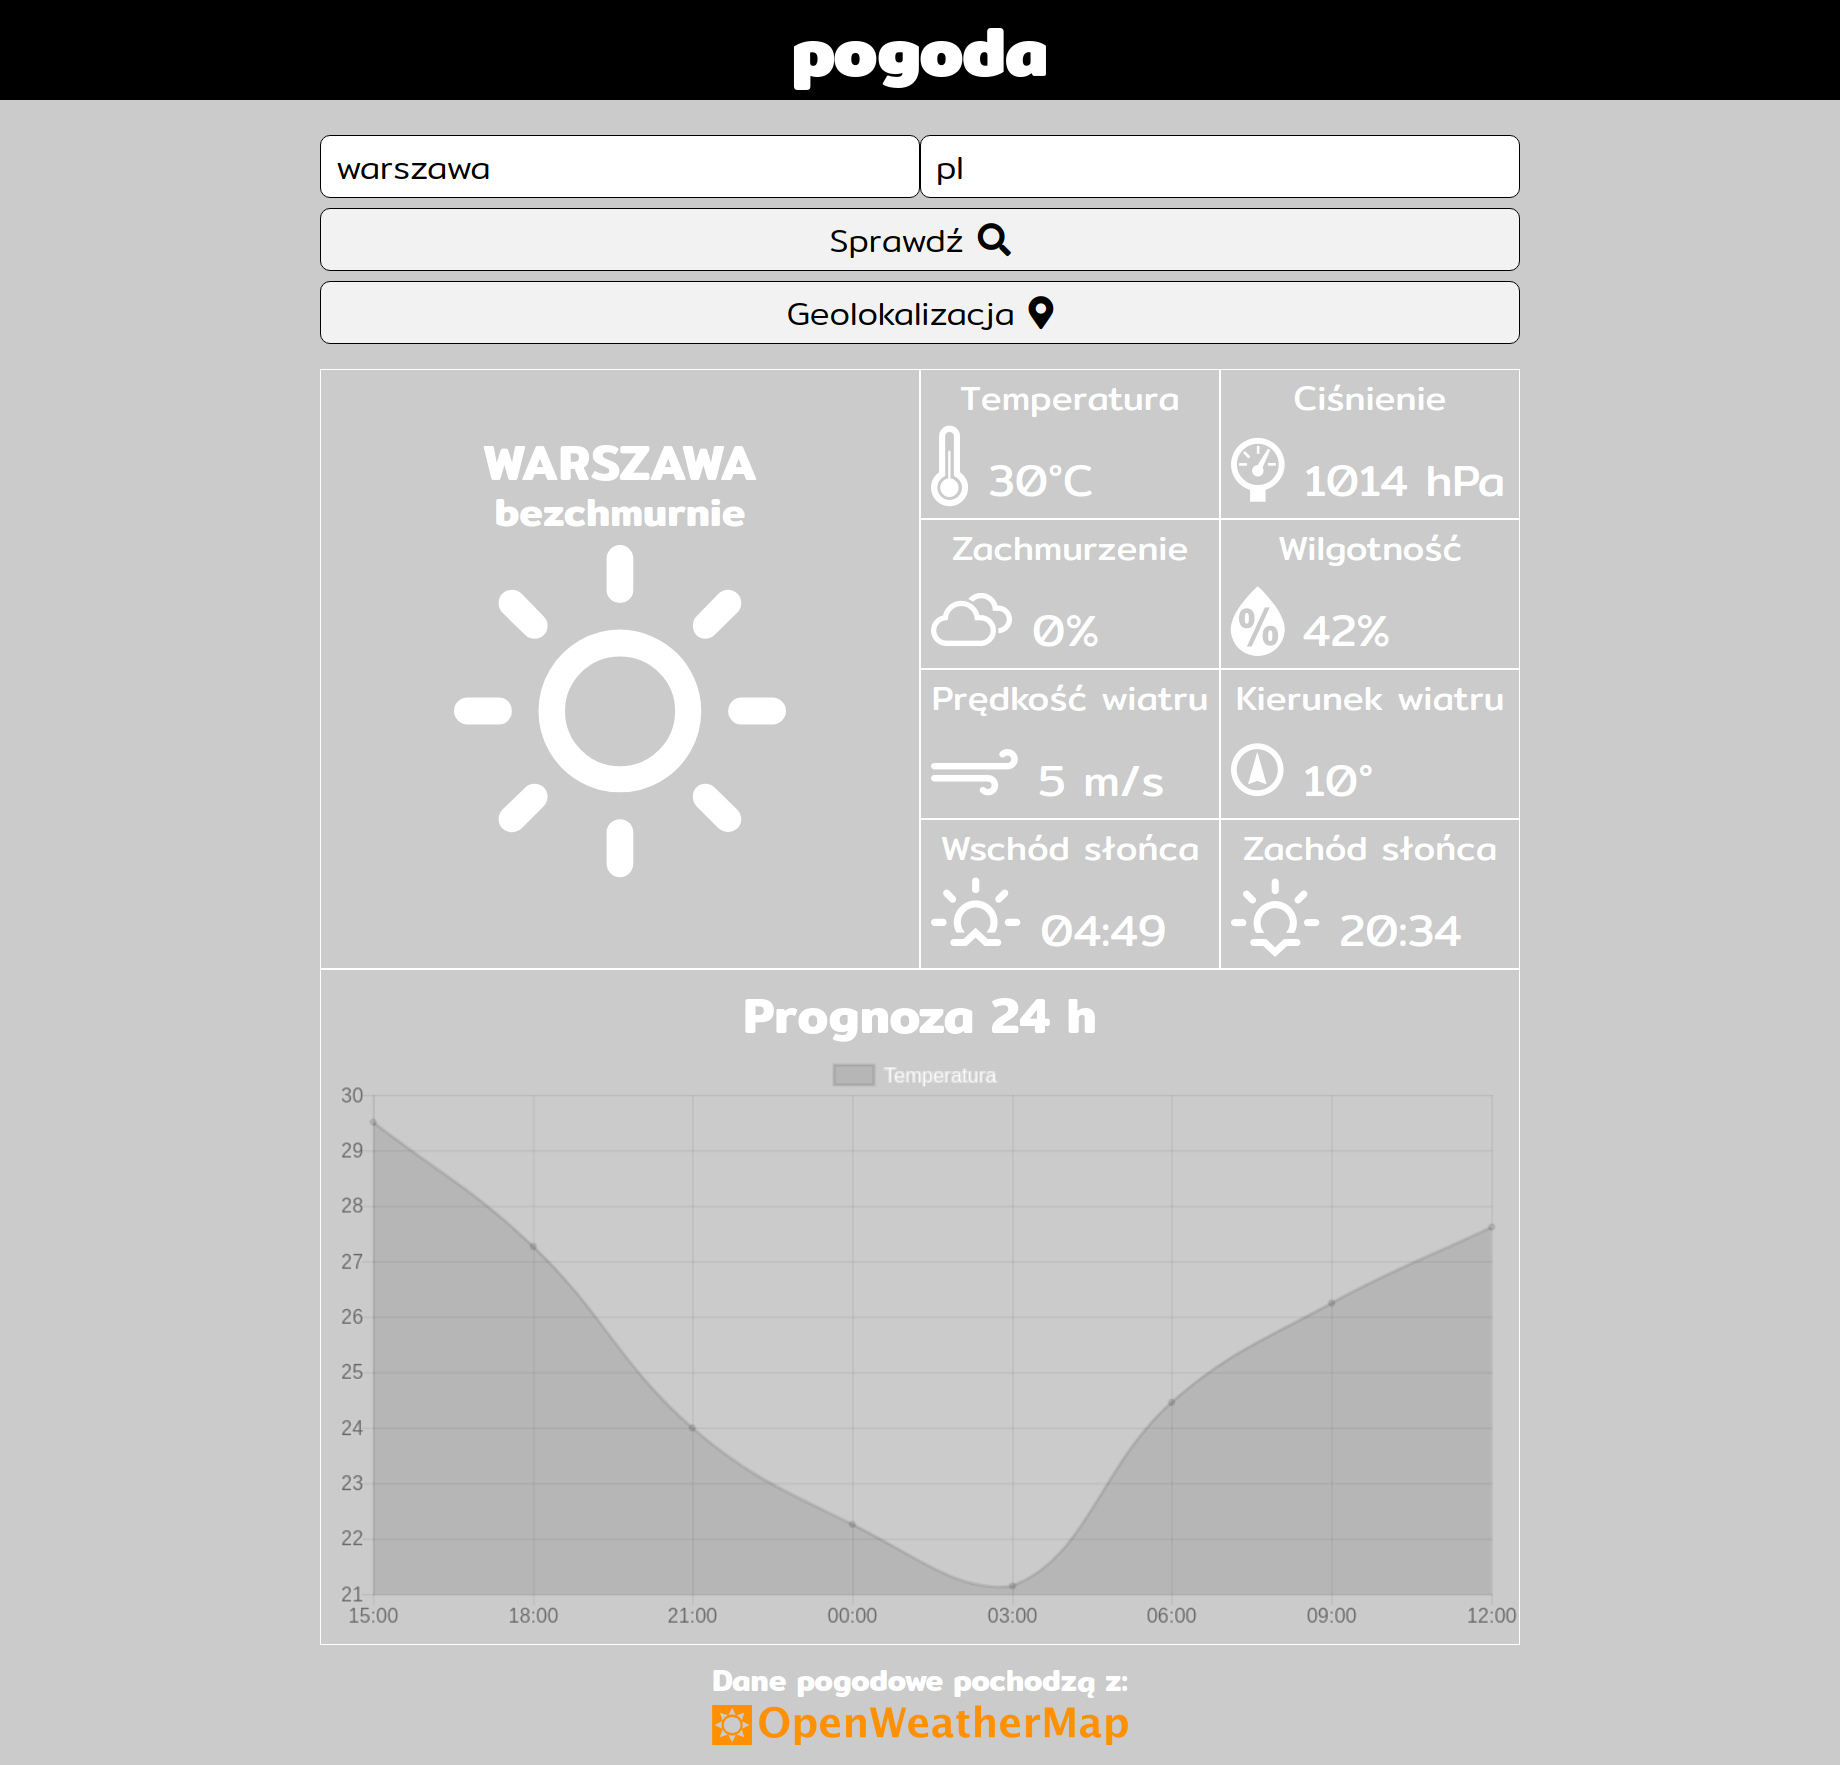 pogoda
warszawa
pl
Sprawdź
Geolokalizacja
WARSZAWA
bezchmurnie
Temperatura
30°C
Ciśnienie
1014 hPa
Zachmurzenie
0%
Wilgotność
% 42%
Prędkość wiatru
5 m/s
Kierunek wiatru
10°
Wschód słońca
04:49
Zachód słońca
20:34
Prognoza 24 h
Temperatura
30
29
28
27
26
25
24
23
22
21
15:00 18:00 21:00 00:00 03:00 06:00 09:00 12:00
Dane pogodowe pochodzą z:
OpenWeatherMap